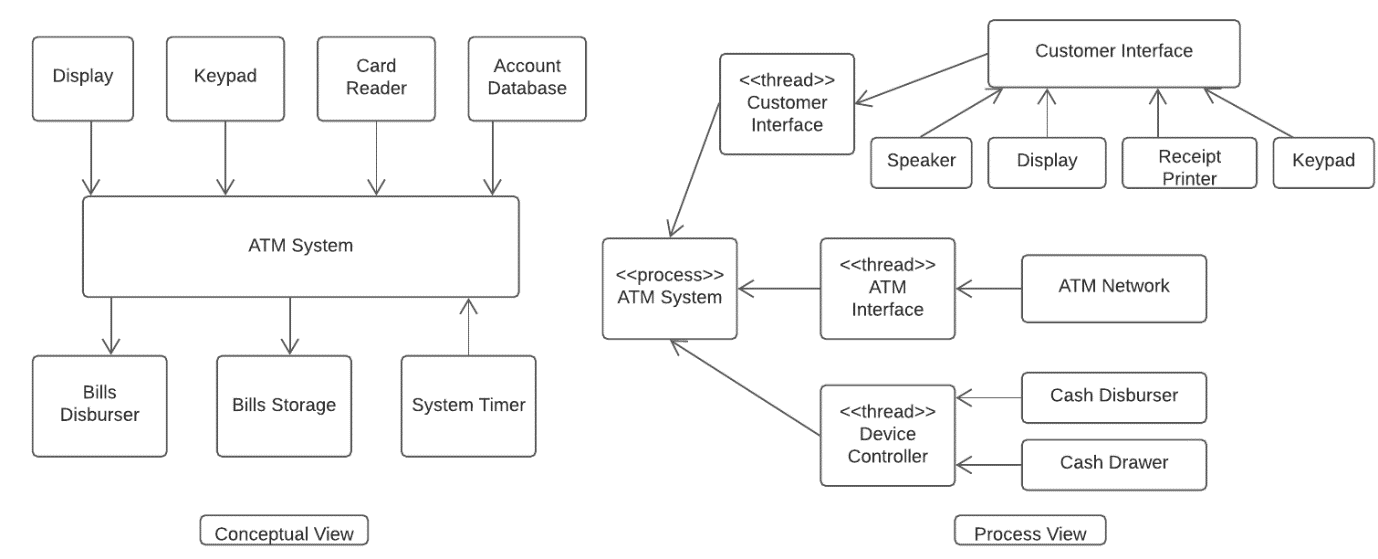 Display
Keypad
Card
Reader
Account
Database
ATM System
Bills
Disburser
Bills Storage
System Timer
Conceptual View
Customer Interface
<<thread>>
Customer
Interface
Speaker
Display
Receipt
Printer
Keypad
<<process>>
ATM System
<<thread>>
ATM
Interface
ATM Network
<<thread>>
Device
Controller
Cash Disburser
Cash Drawer
Process View